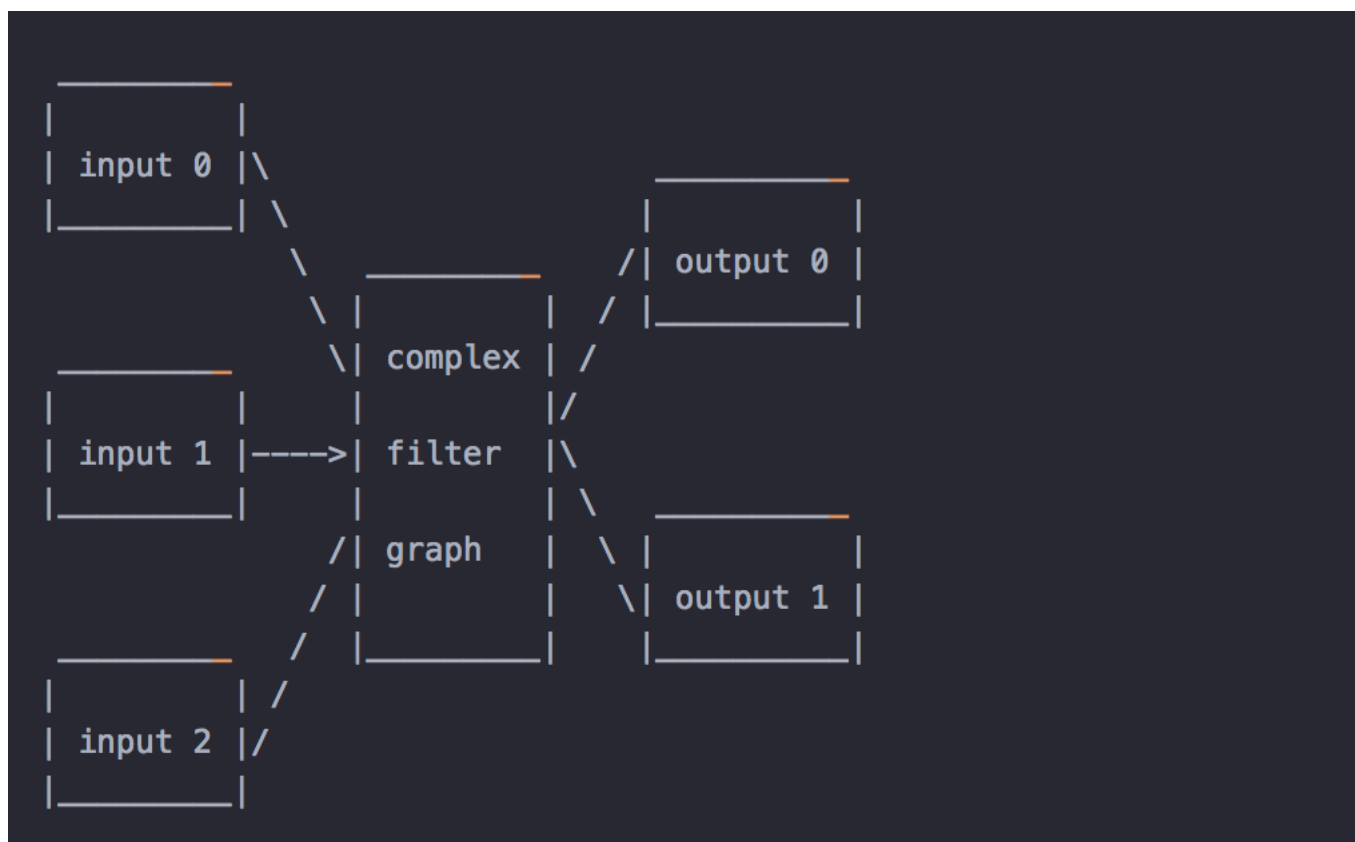 input 0
output 0
complex
input 1
filter
graph
output 1
input 2